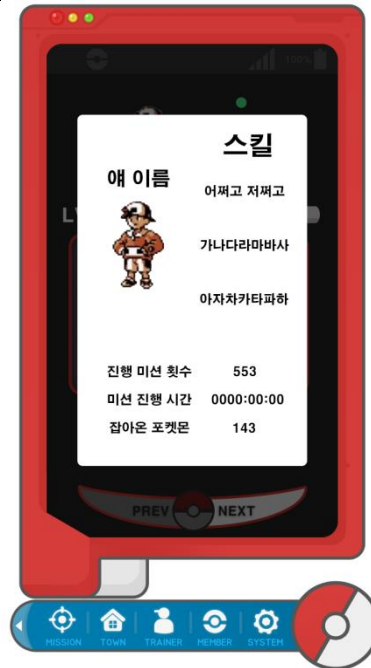 100%
스킬
얘 이름
어쩌고 저쩌고
LV
가나다라마바사
아자차카타파하
진행 미션 횟수 553
미션 진행 시간 0000:00:00
잡아온 포켓몬 143
PREV NEXT
MISSION TOWN TRAINER MEMBER SYSTEM